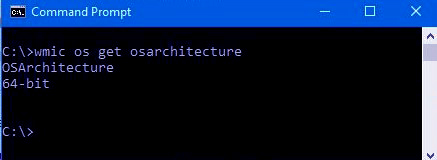 Command Prompt
C:\>wmic os get osarchitecture
OSArchitecture
64-bit
C:\>